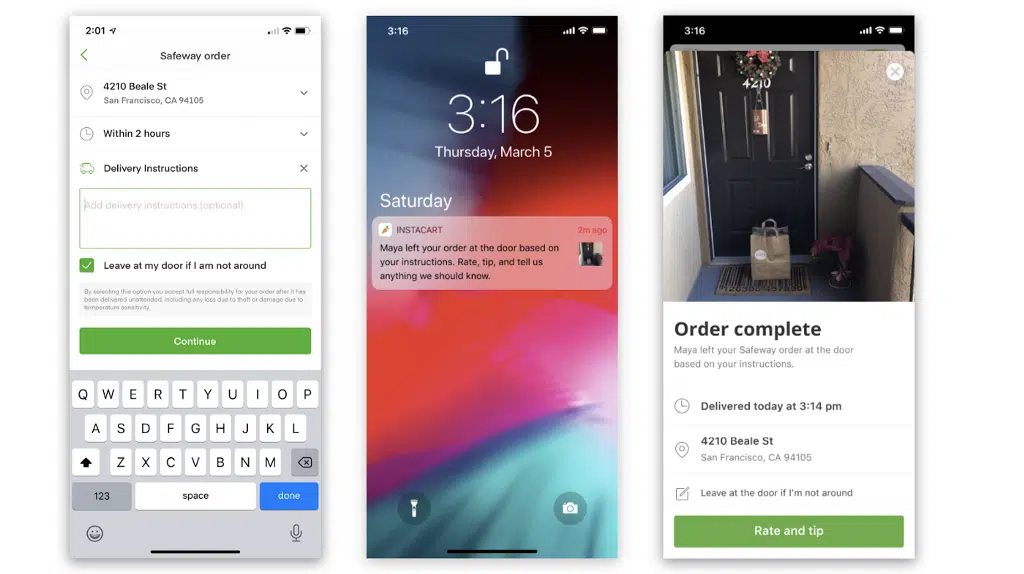 2:01
Safeway order
4210 Beale St
San Francisco, CA 94105
Within 2 hours
Delivery Instructions
Add delivery instructions (optional)
Leave at my door if I am not around
By selecting this option you accept full responsibility for your order after it has
been delivered unattended, including any loss due to theft or damage due to
temperature sensitivity.
Continue
Q W E R T Y U I O P
A S D F G H J K L
Z X C V B N M
123 space done
3:16
3:16
Thursday, March 5
Saturday
INSTACART 2m ago
Maya left your order at the door based on
your instructions. Rate, tip, and tell us
anything we should know.
3:16
4210
Order complete
Maya left your Safeway order at the door
based on your instructions.
Delivered today at 3:14 pm
4210 Beale St
San Francisco, CA 94105
Leave at the door if I'm not around
Rate and tip